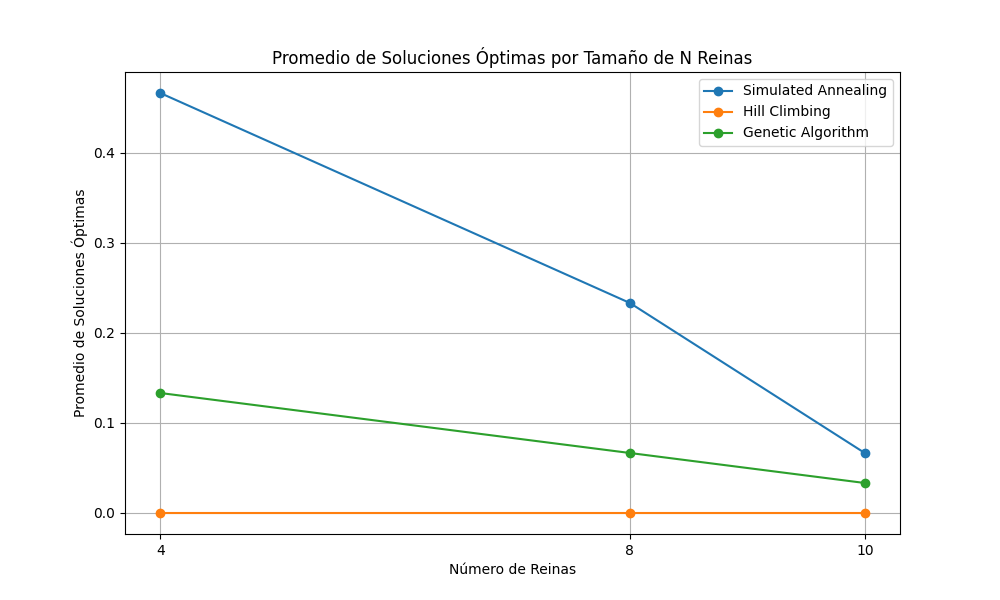 Promedio de Soluciones Óptimas por Tamaño de N Reinas
Simulated Annealing
Hill Climbing
Genetic Algorithm
Promedio de Soluciones Óptimas
0.4
0.3
0.2
0.1
0.0
4
8
10
Número de Reinas